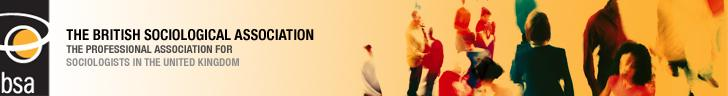 THE BRITISH SOCIOLOGICAL ASSOCIATION
THE PROFESSIONAL ASSOCIATION FOR
SOCIOLOGISTS IN THE UNITED KINGDOM
bsa